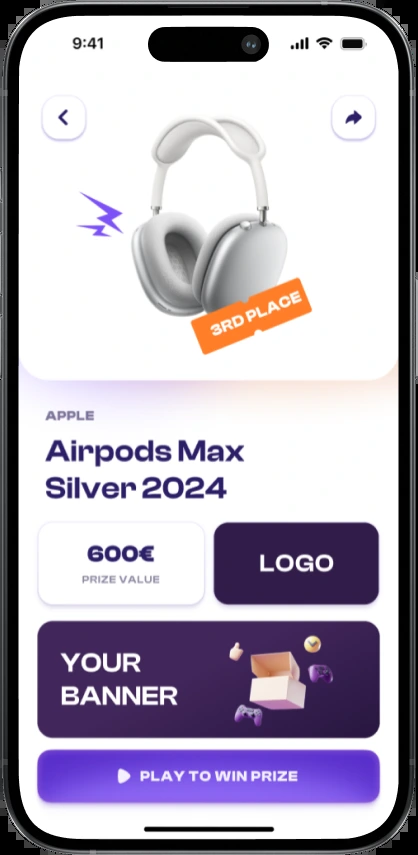 9:41
3RD PLACE
APPLE
Airpods Max
Silver 2024
600€
PRIZE VALUE
LOGO
YOUR
BANNER
PLAY TO WIN PRIZE